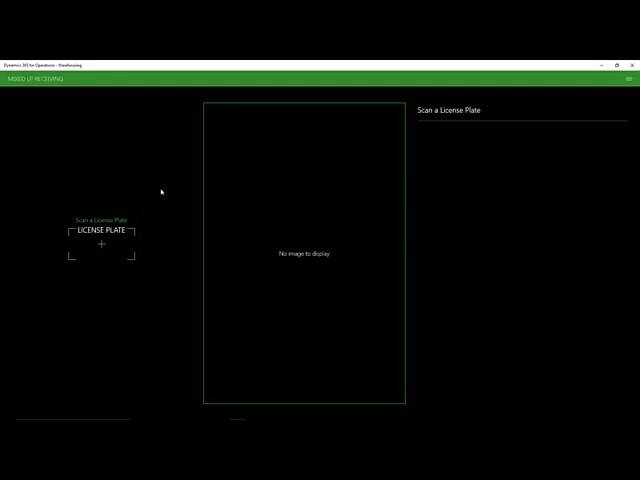 Dynamics 365 for Operations - Warehousing
MIXED LP RECEIVING
Scan a License Plate
LICENSE PLATE
No image to display
Scan a License Plate